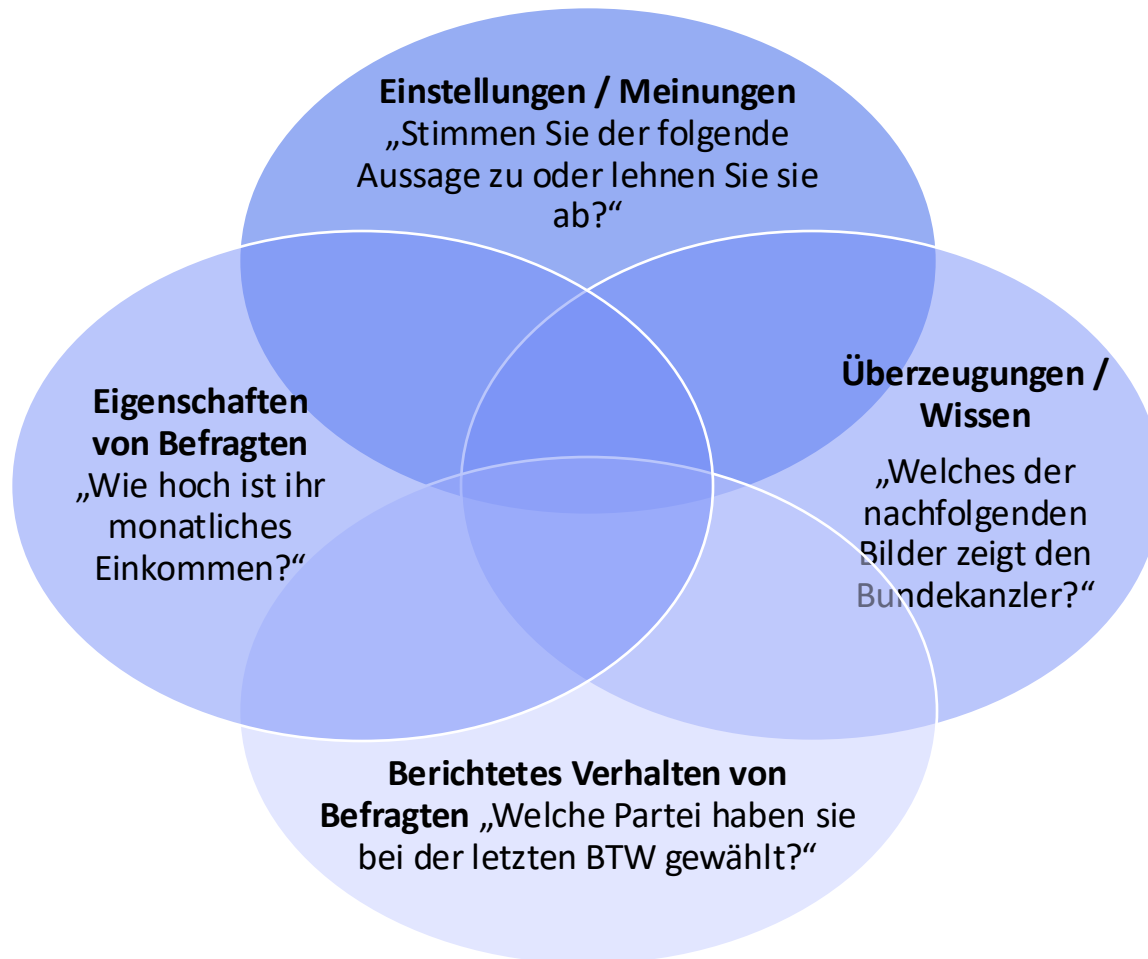 Einstellungen / Meinungen
„Stimmen Sie der folgende
Aussage zu oder lehnen Sie sie
ab?“
Eigenschaften
von Befragten
„Wie hoch ist ihr
monatliches
Einkommen?“
Überzeugungen /
Wissen
„Welches der
nachfolgenden
Bilder zeigt den
Bundekanzler?“
Berichtetes Verhalten von
Befragten „Welche Partei haben sie
bei der letzten BTW gewählt?“